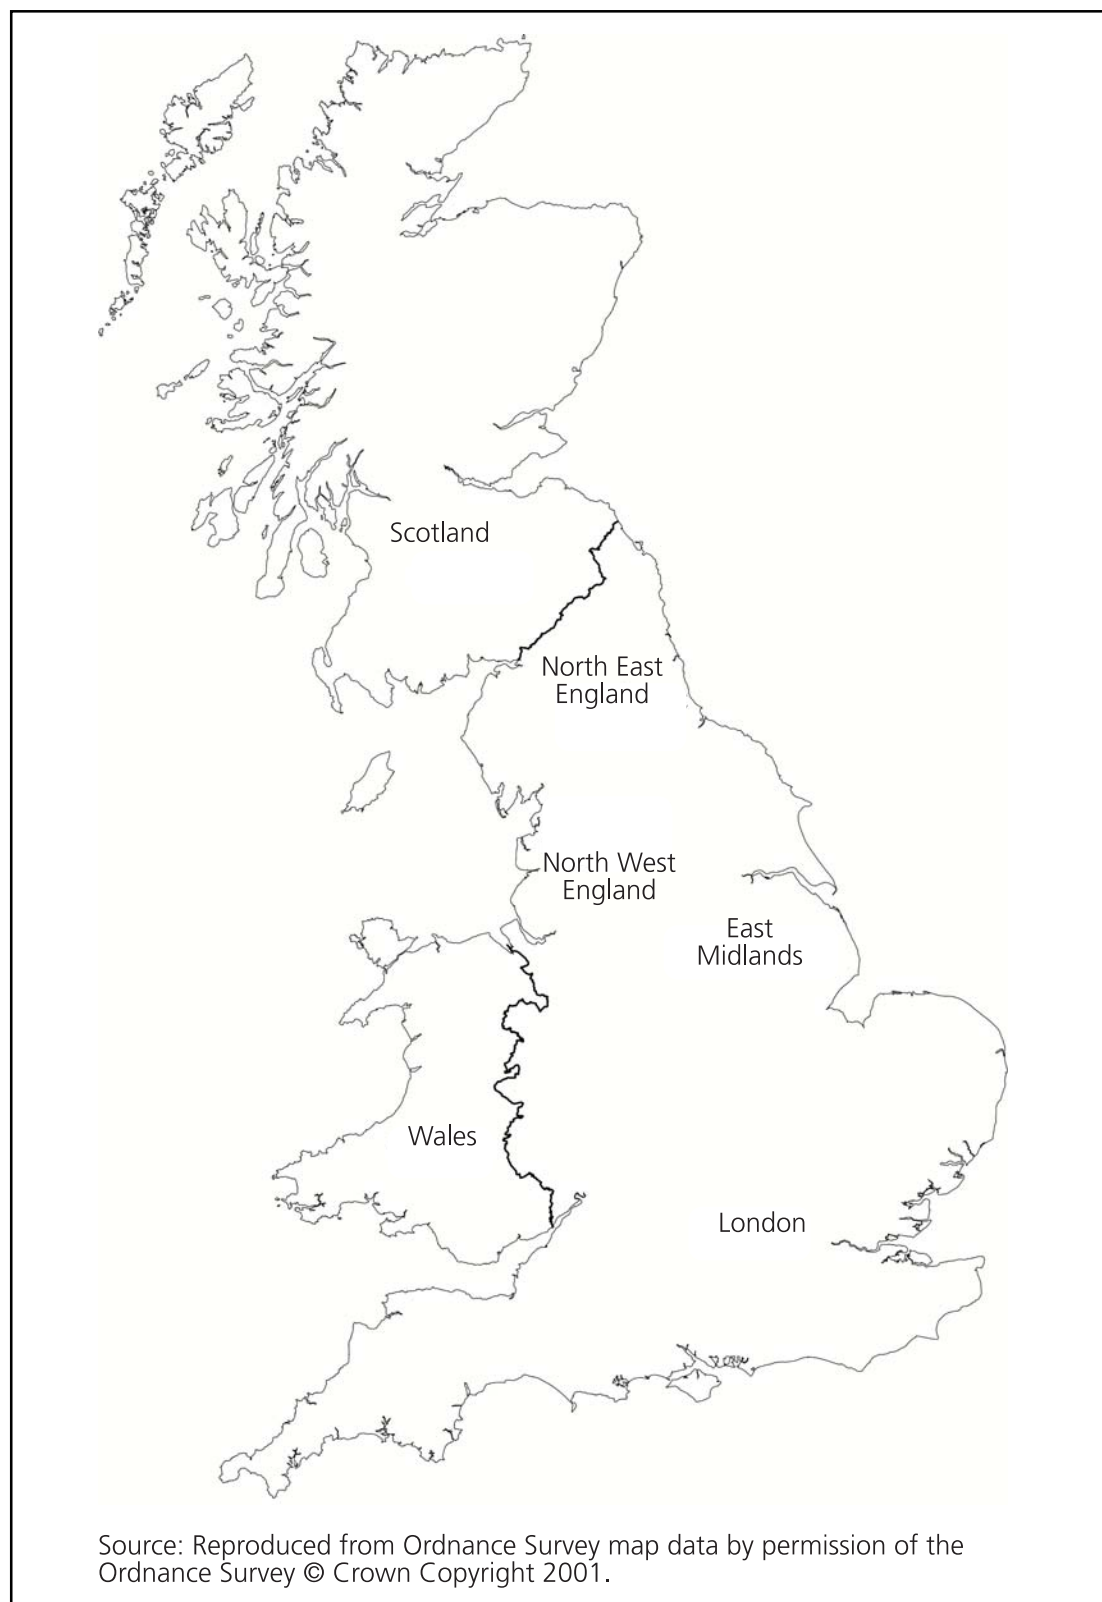 Scotland
North East
England
North West
England
East
Midlands
Wales
London
Source: Reproduced from Ordnance Survey map data by permission of the
Ordnance Survey © Crown Copyright 2001.